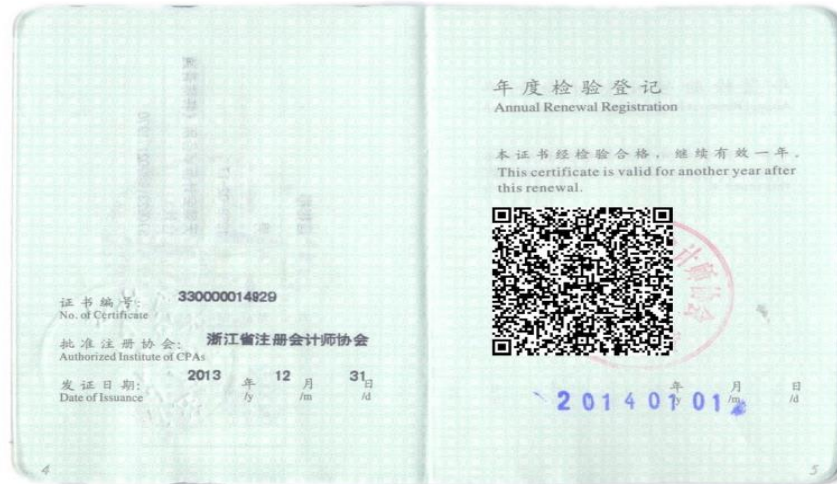 证书编号: 330000014929
No. of Certificate
批准注册协会: 浙江省注册会计师协会
Authorized Institute of CPAs
发证日期: 2013 年 12 月 31 日
Date of Issuance /y /m /d
4
年度检验登记
Annual Renewal Registration
本证书经检验合格,继续有效一年。
This certificate is valid for another year after
this renewal.
计师协会
年 月 日
2014 01 01
/y /m /d
5